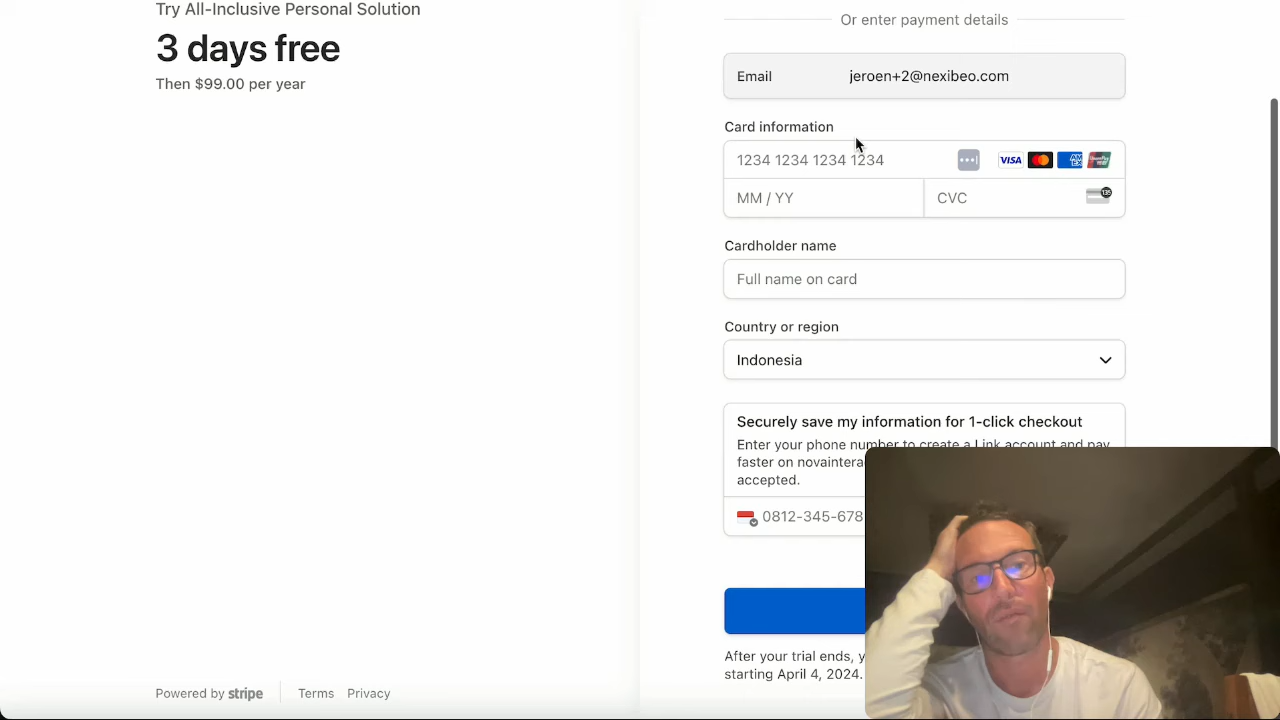 Try All-Inclusive Personal Solution
3 days free
Then $99.00 per year
Powered by stripe
Terms
Privacy
Or enter payment details
Email
jeroen+2@nexibeo.com
Card information
1234 1234 1234 1234
VISA
MM / YY
CVC
135
Cardholder name
Full name on card
Country or region
Indonesia
Securely save my information for 1-click checkout
Enter your phone number to create a Link account and pay
faster on novaintera
accepted.
0812-345-678
After your trial ends, y
starting April 4, 2024.